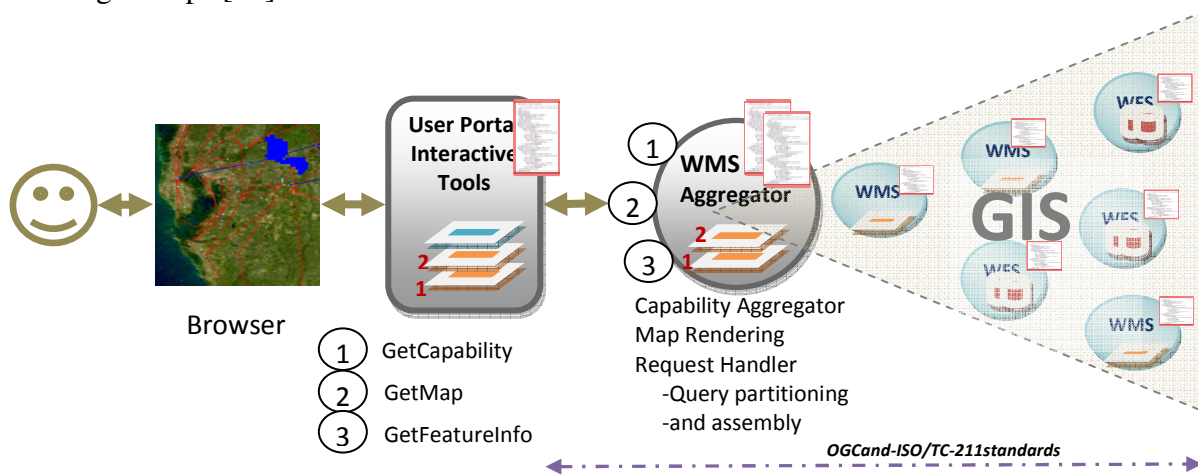 User Porta
Interactive
Tools
2
1
Browser
1 GetCapability
2 GetMap
3 GetFeatureInfo
1
2
3
WMS
Aggregator
2
1
Capability Aggregator
Map Rendering
Request Handler
-Query partitioning
-and assembly
WMS
WMS
GIS
WFS
WFS
WFS
WMS
OGCand-ISO/TC-211standards